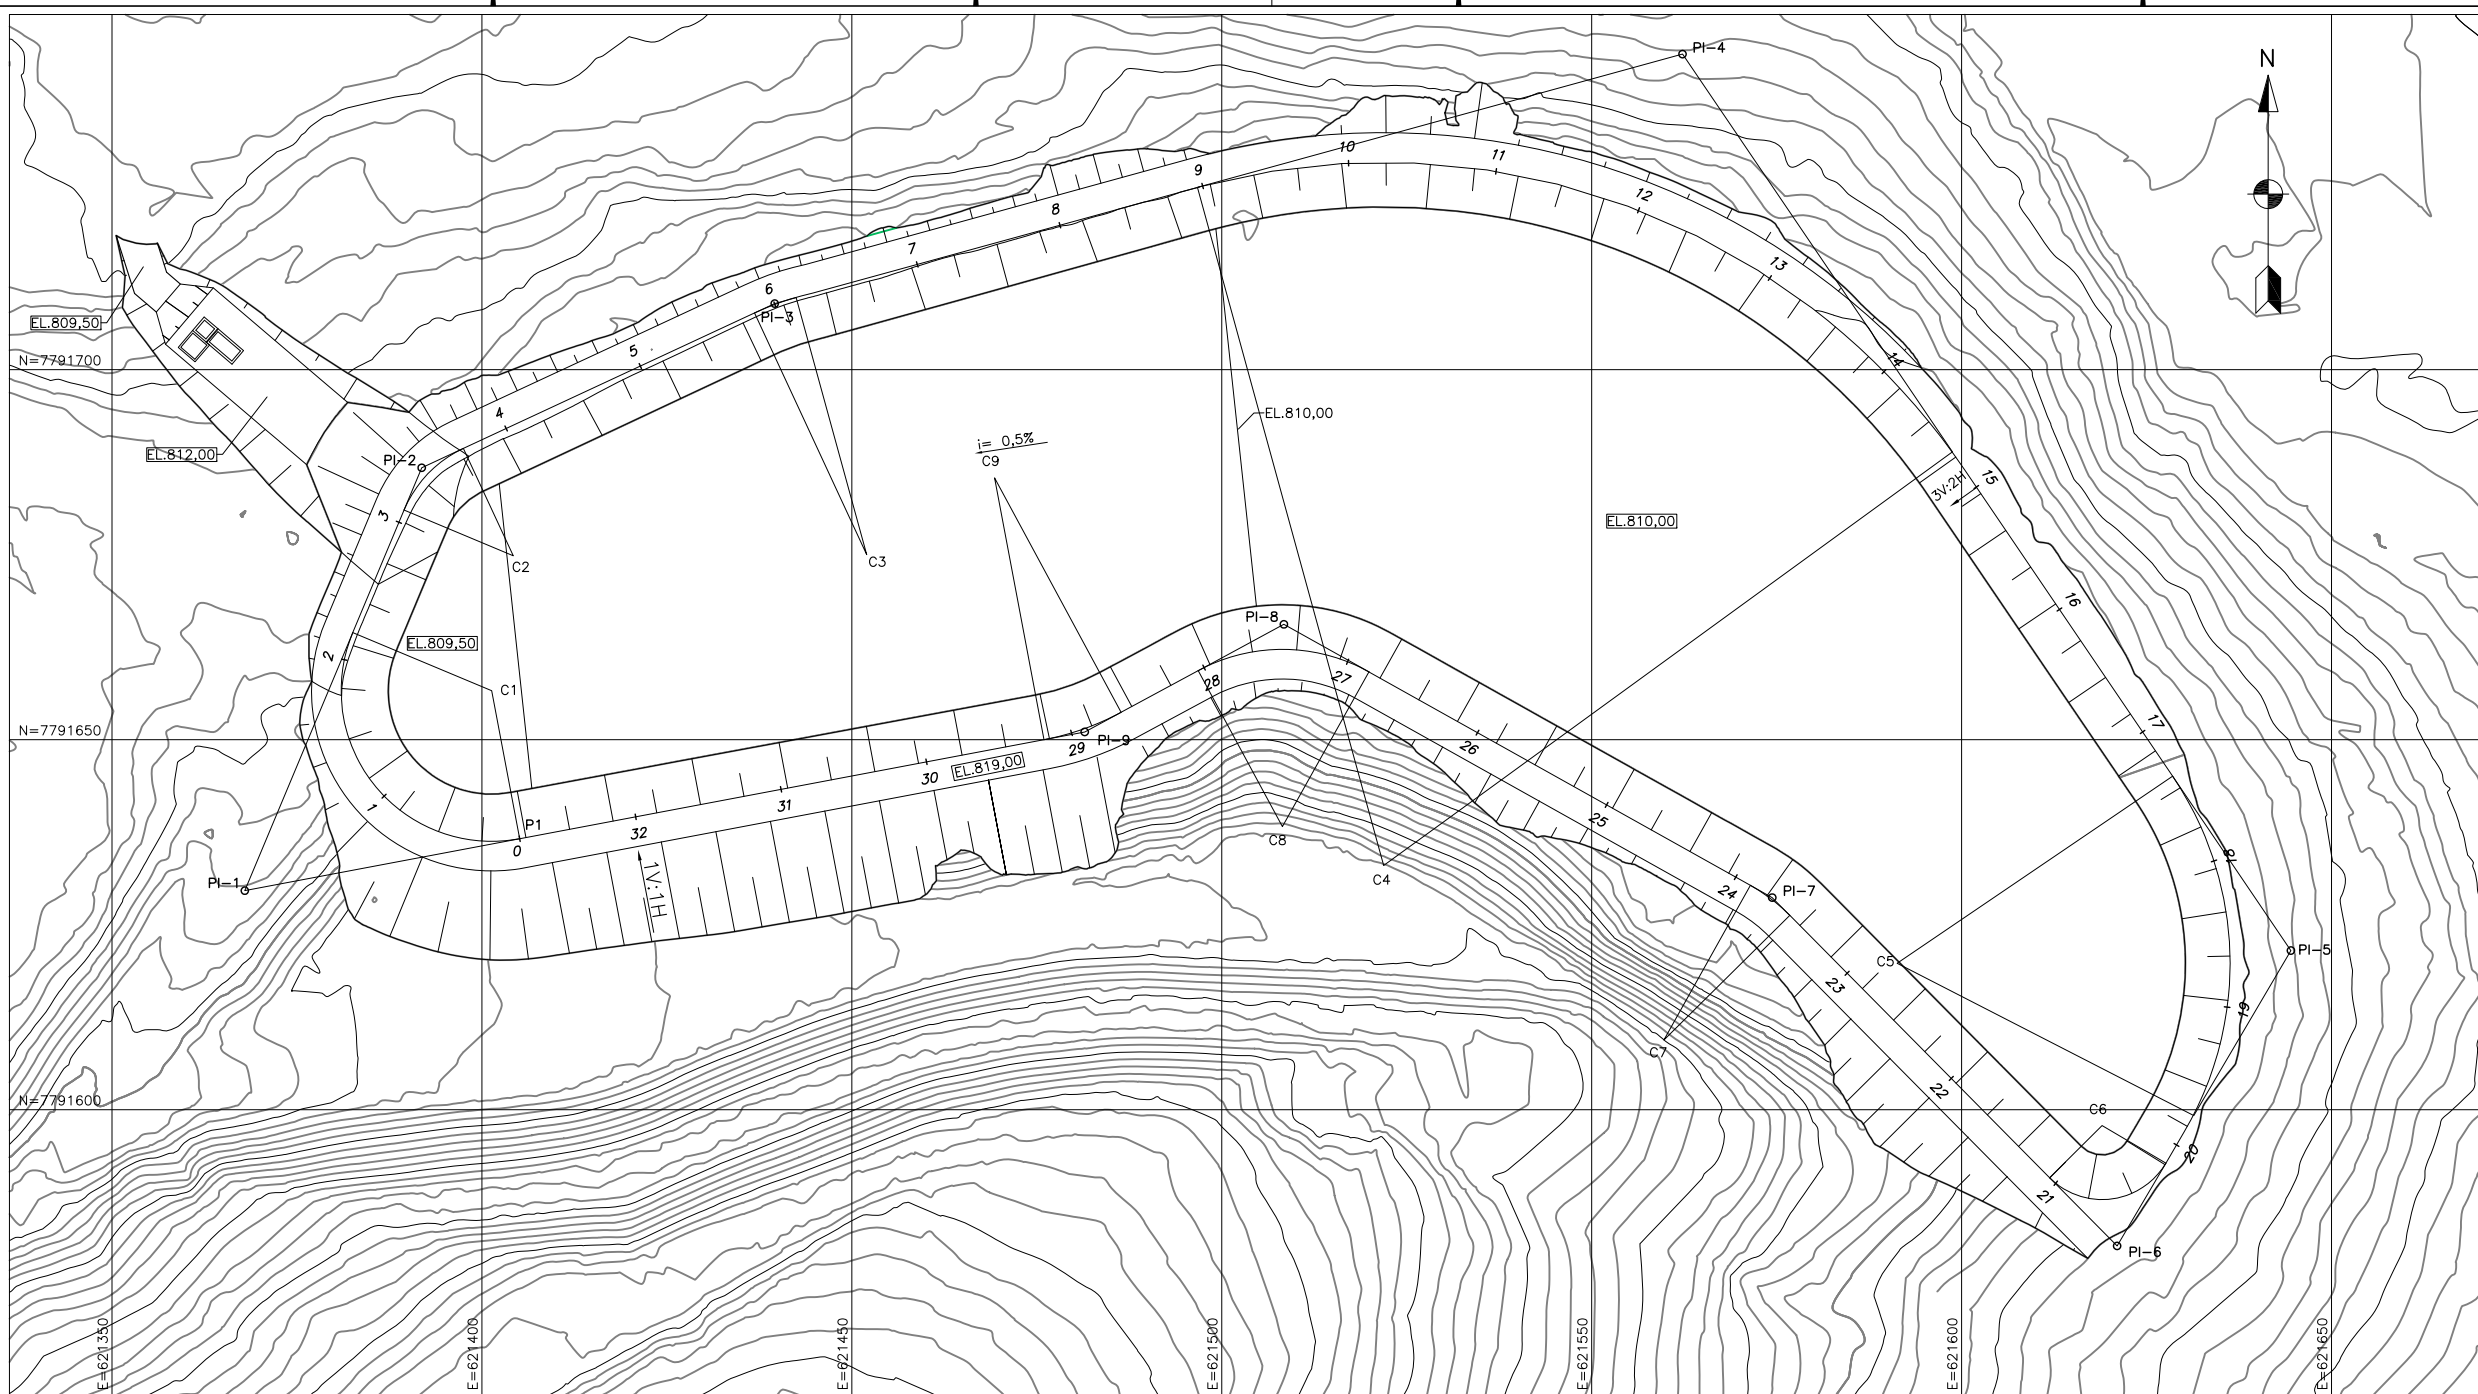 PI-4
N
10
11
9
12
8
7
13
6
PI-3
EL.809,50
5
N=7791700
14
4
EL.810,00
i= 0,5%
C9
EL.812,00
PI-2
15
3V:2H
3
EL.810,00
C3
C2
16
PI-8
EL.809,50
2
27
28
C1
17
N=7791650
29
PI-9
26
30
EL.819,00
1
31
25
P1
32
0
C8
18
1V:1H
C4
PI-1
24
PI-7
PI-5
C5
23
19
C7
22
N=7791600
C6
20
21
PI-6
E=621350
E=621400
E=621450
E=621500
E=621550
E=621600
E=621650